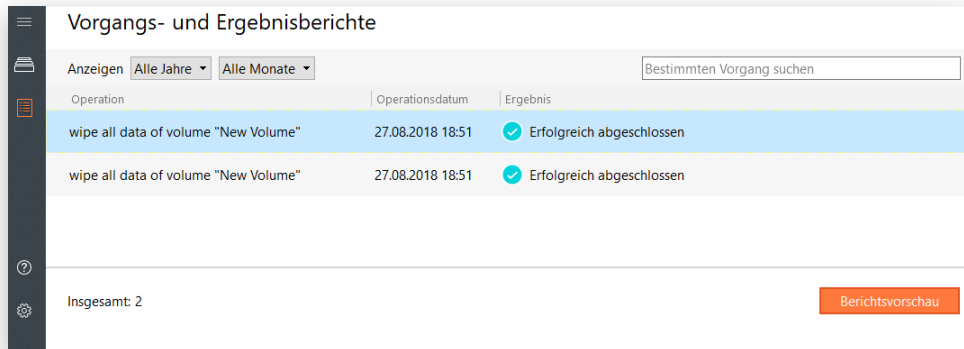 Vorgangs- und Ergebnisberichte
Anzeigen Alle Jahre Alle Monate Bestimmten Vorgang suchen
Operation Operationsdatum Ergebnis
wipe all data of volume "New Volume" 27.08.2018 18:51 Erfolgreich abgeschlossen
wipe all data of volume "New Volume" 27.08.2018 18:51 Erfolgreich abgeschlossen
Insgesamt: 2 Berichtsvorschau